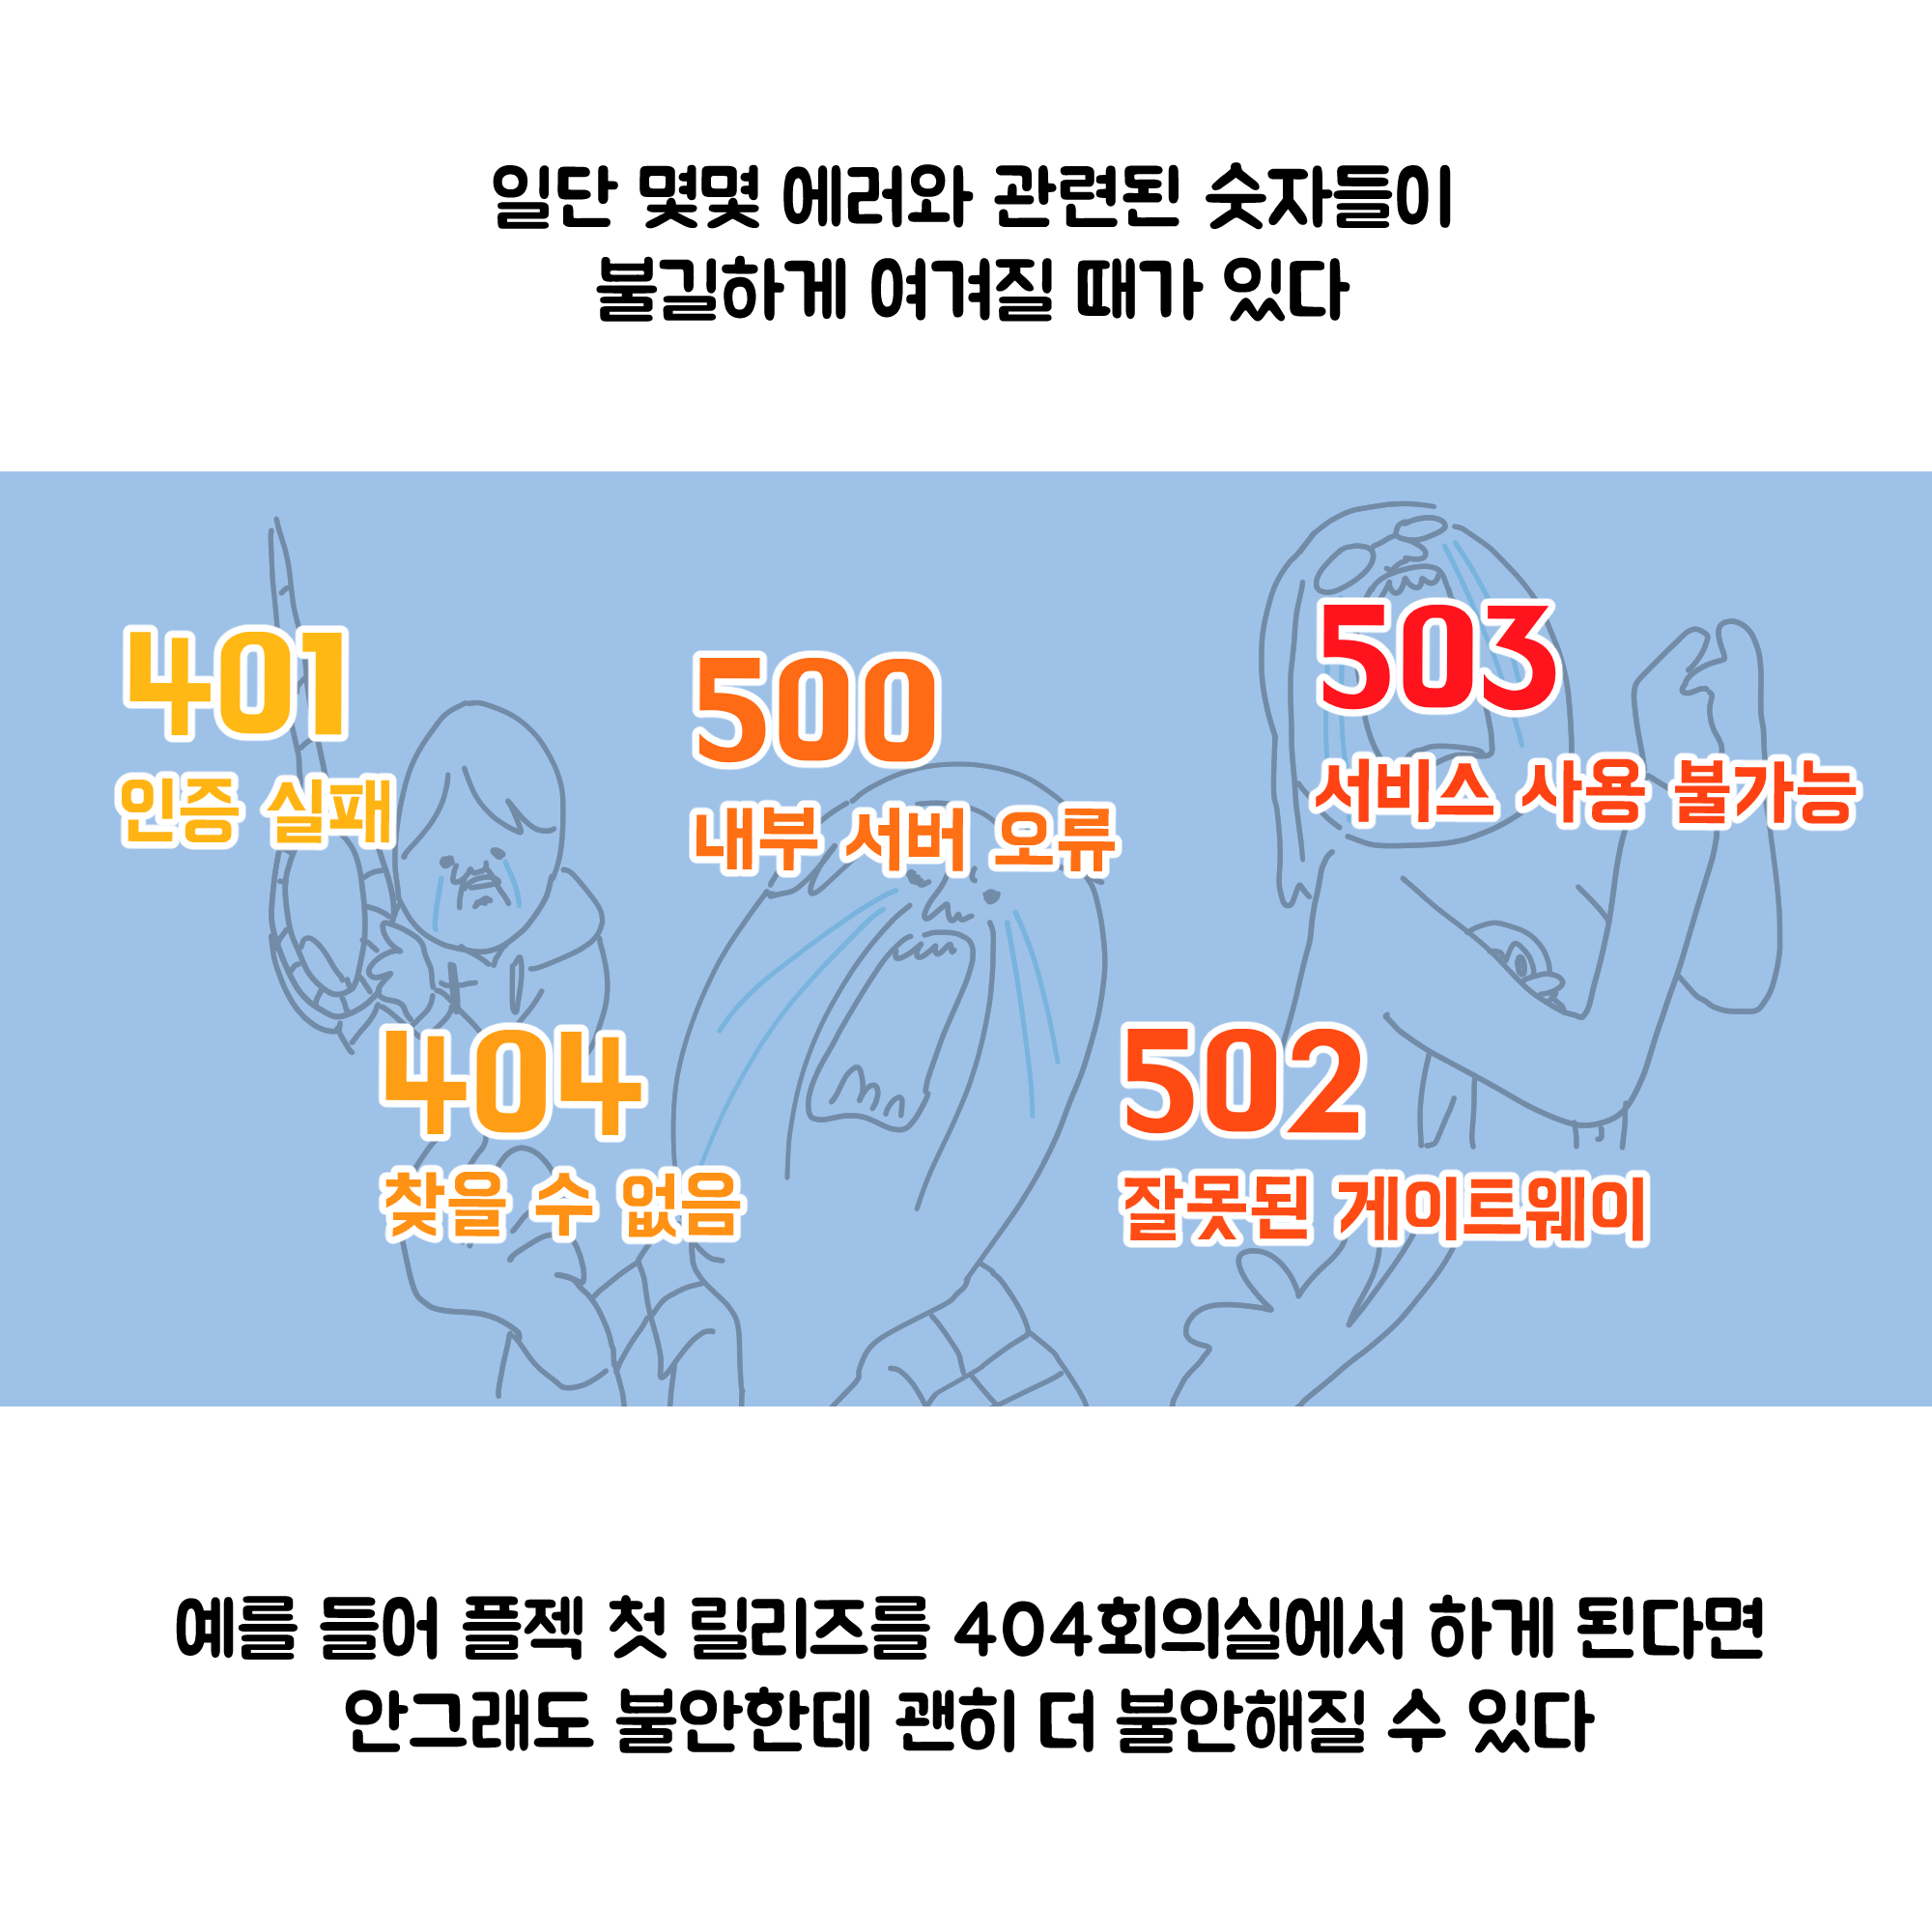 일단 몇몇 에러와 관련된 숫자들이
불길하게 여겨질 때가 있다
401
인증 실패
500
내부 서버 오류
503
서비스 사용 불가능
404
찾을 수 없음
502
잘못된 게이트웨이
예를 들어 플젝 첫 릴리즈를 404회의실에서 하게 된다면
안그래도 불안한데 괜히 더 불안해질 수 있다